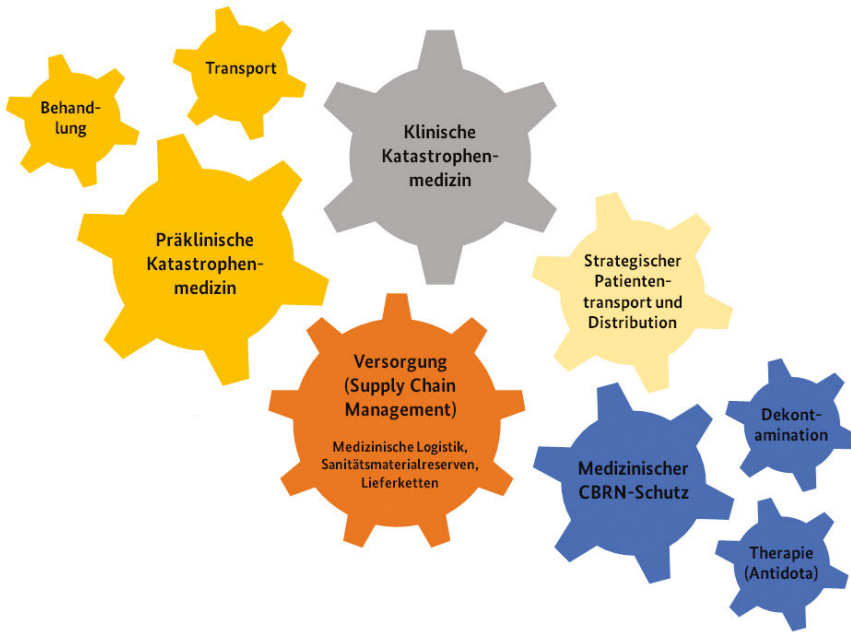 Transport
Behand-
lung
Klinische
Katastrophen-
medizin
Präklinische
Katastrophen-
medizin
Strategischer
Patienten-
transport und
Distribution
Versorgung
(Supply Chain
Management)
Medizinische Logistik,
Sanitätsmaterialreserven,
Lieferketten
Medizinischer
CBRN-Schutz
Dekont-
amination
Therapie
(Antidota)